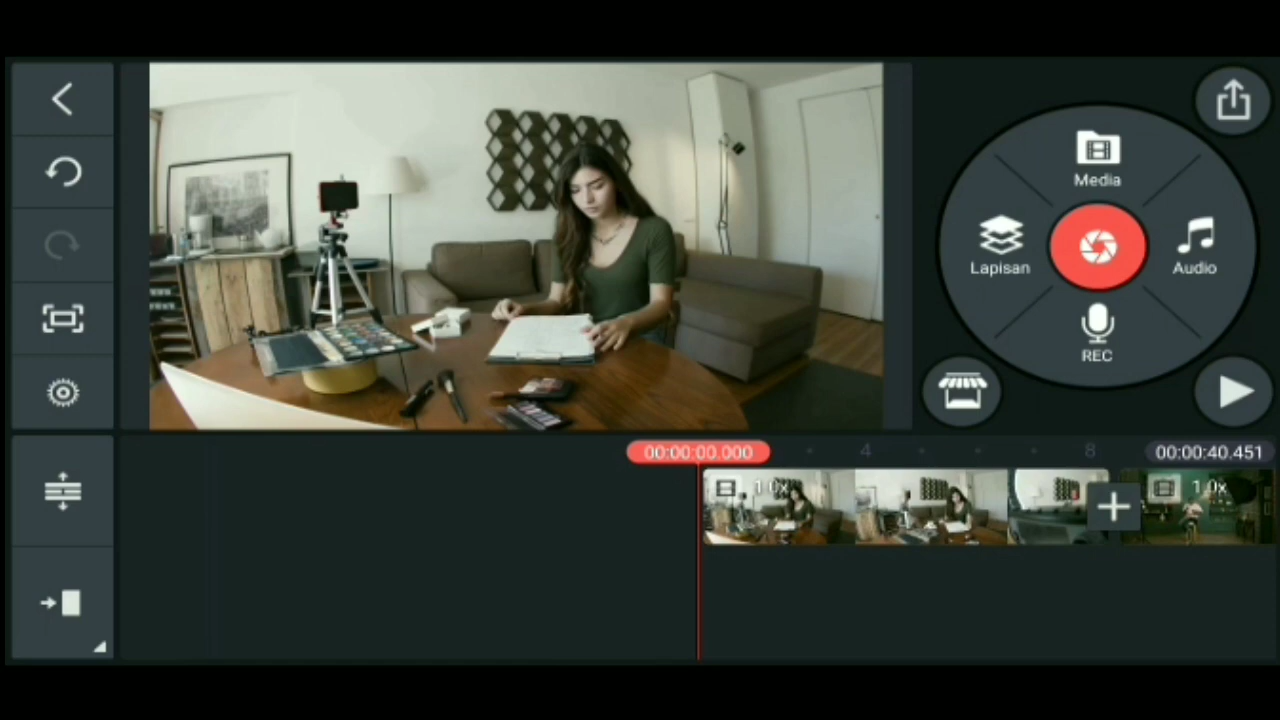 Media
Lapisan
Audio
REC
00:00:00.000
4
8
00:00:40.451
1.0x
1.0x